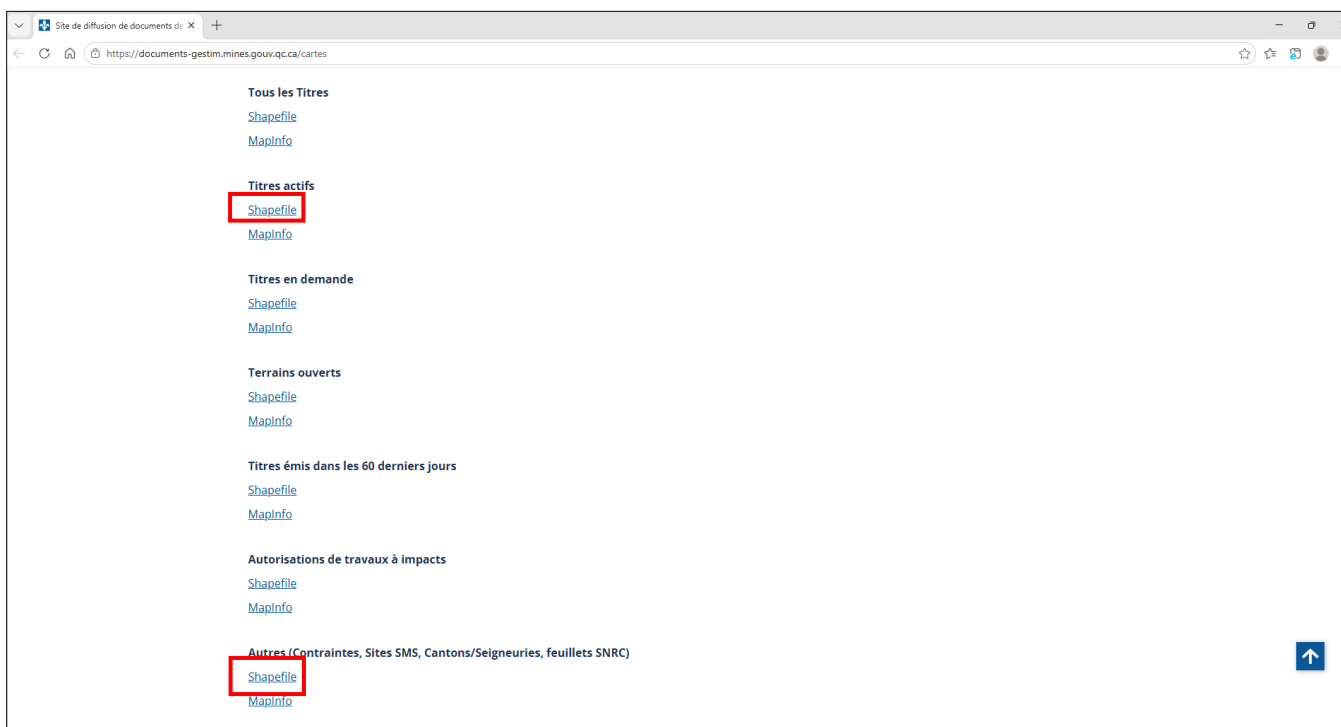 Site de diffusion de documents de
https://documents-gestim.mines.gouv.qc.ca/cartes
Tous les Titres
Shapefile
MapInfo
Titres actifs
Shapefile
MapInfo
Titres en demande
Shapefile
MapInfo
Terrains ouverts
Shapefile
MapInfo
Titres émis dans les 60 derniers jours
Shapefile
MapInfo
Autorisations de travaux à impacts
Shapefile
MapInfo
Autres (Contraintes, Sites SMS, Cantons/Seigneuries, feuillets SNRC)
Shapefile
MapInfo